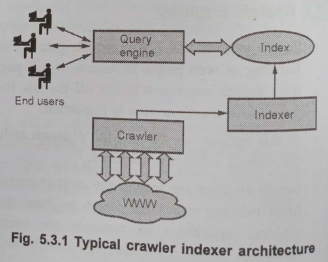 Query
engine
Index
End users
Indexer
Crawler
WWW
Fig. 5.3.1 Typical crawler indexer architecture